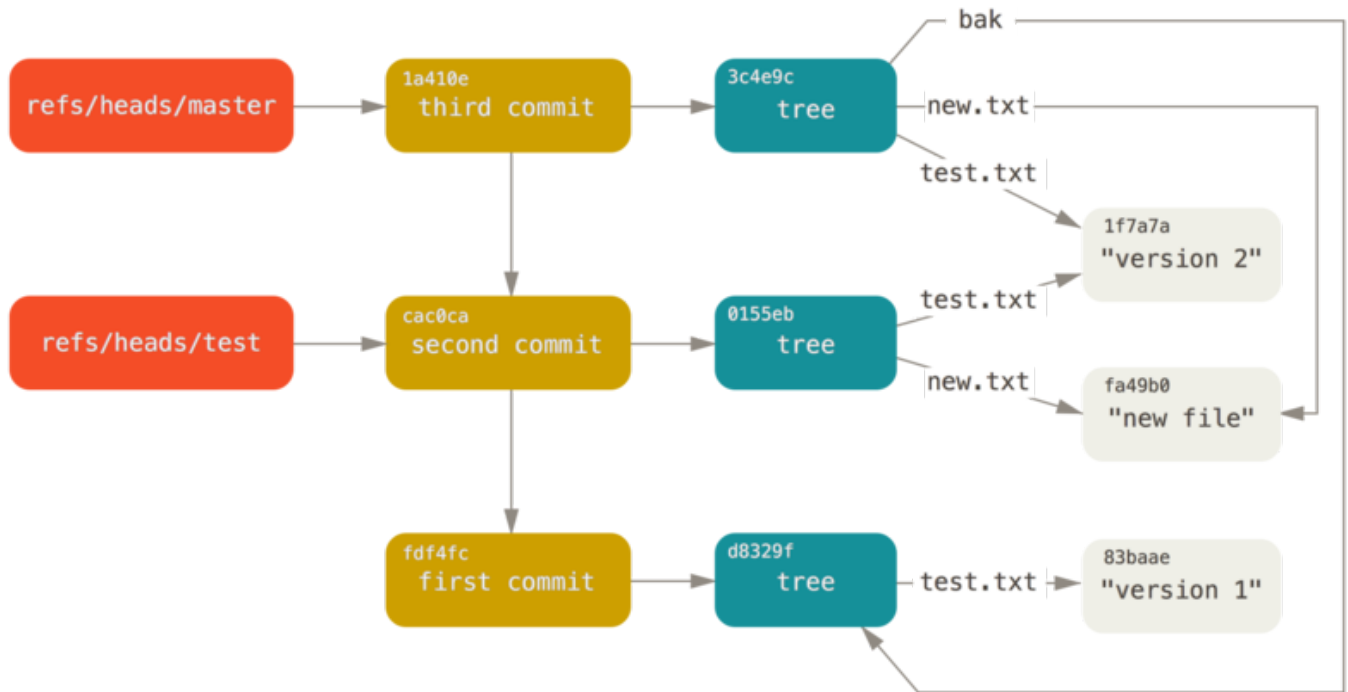 bak
1a410e
3c4e9c
refs/heads/master
third commit
tree
new.txt
test.txt
1f7a7a
"version 2"
test.txt
cac0ca
0155eb
refs/heads/test
second commit
tree
new.txt
fa49b0
"new file"
fdf4fc
d8329f
83baae
first commit
tree
test.txt
"version 1"